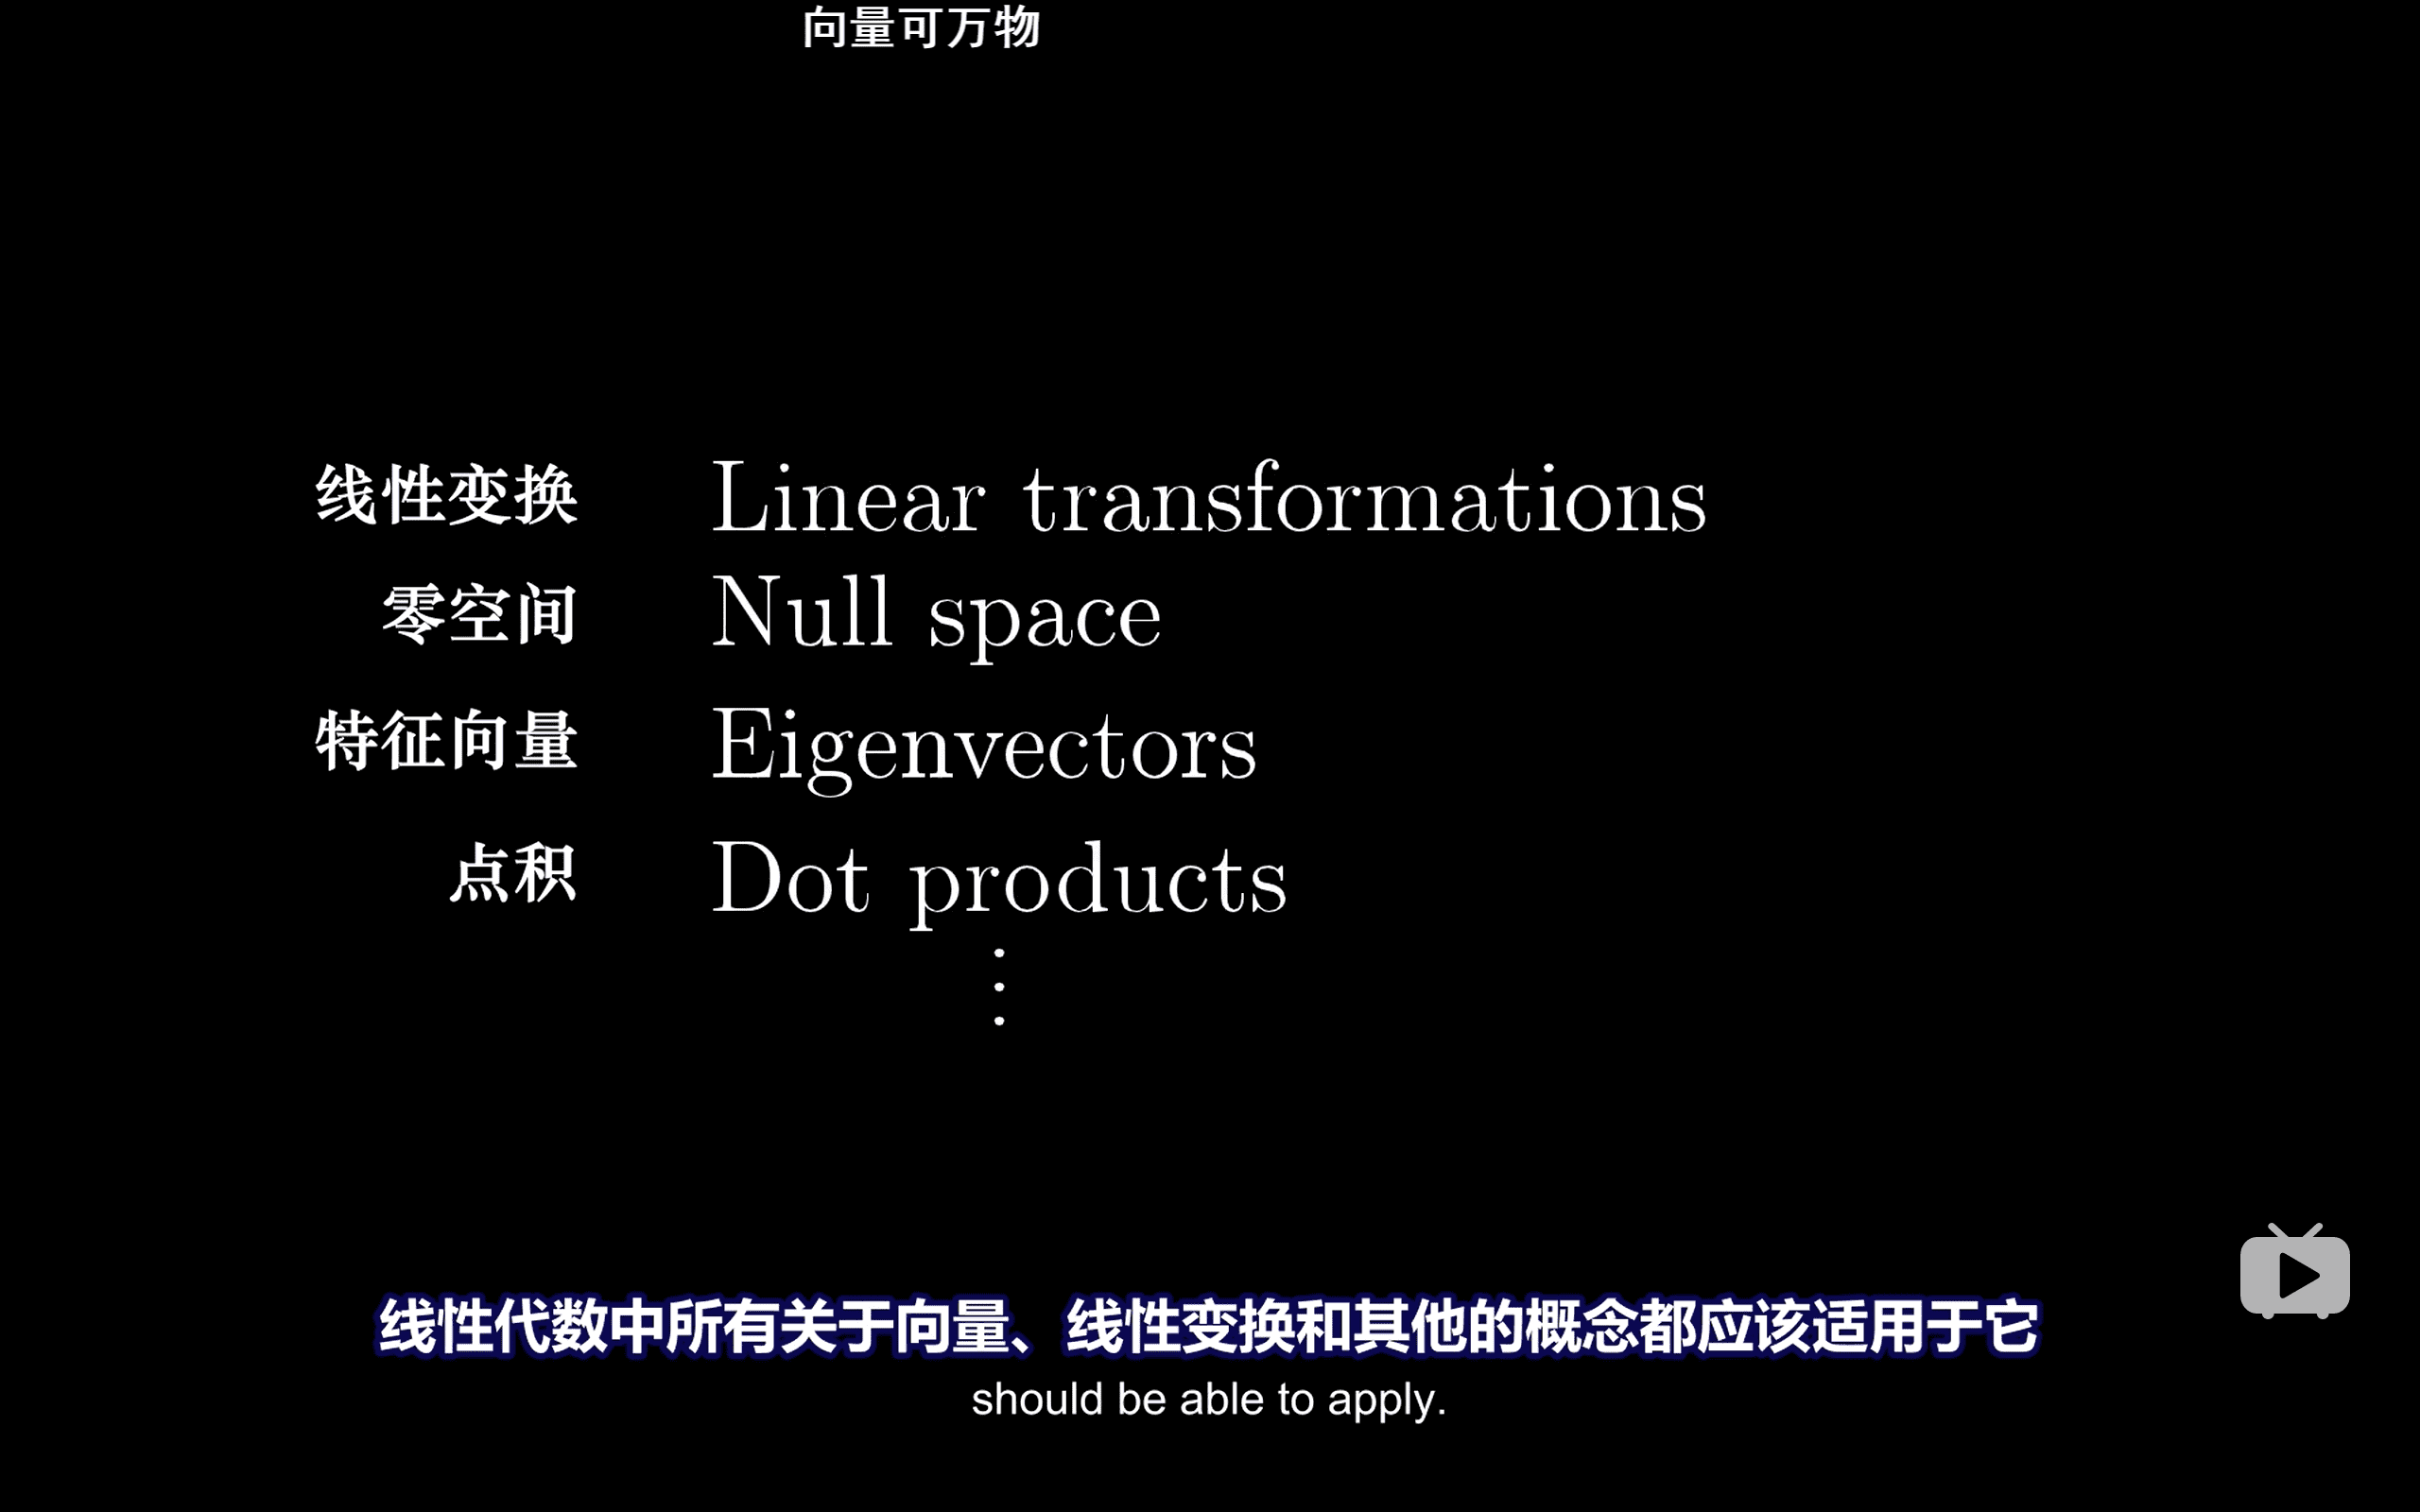 向量可万物
线性变换 Linear transformations
零空间 Null space
特征向量 Eigenvectors
点积 Dot products
⋮
线性代数中所有关于向量、线性变换和其他的概念都应该适用于它
should be able to apply.